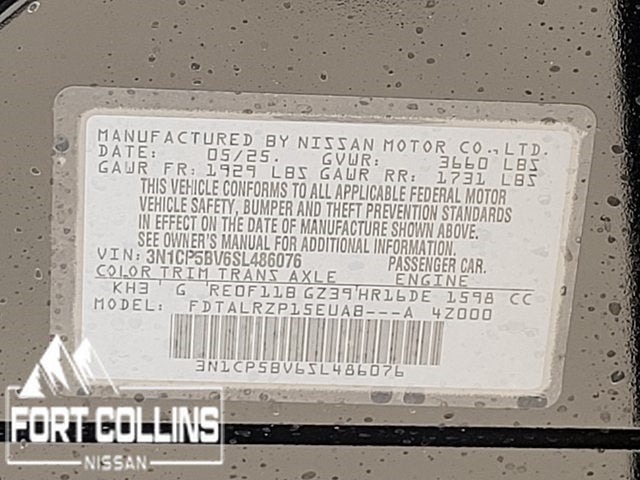 MANUFACTURED BY NISSAN MOTOR CO., LTD.
DATE: 05/25. GVWR: 3660 LBS
GAWR FR: 1929 LBS GAWR RR: 1731 LBS
THIS VEHICLE CONFORMS TO ALL APPLICABLE FEDERAL MOTOR
VEHICLE SAFETY, BUMPER AND THEFT PREVENTION STANDARDS
IN EFFECT ON THE DATE OF MANUFACTURE SHOWN ABOVE.
SEE OWNER'S MANUAL FOR ADDITIONAL INFORMATION.
VIN: 3N1CP5BV6SL486076 PASSENGER CAR.
COLOR TRIM TRANS AXLE ENGINE
KH3 G RE0F11B GZ39 HR16DE 1598 CC
MODEL: FDTALRZP15EUA8---A 4Z000
3N1CP5BV6SL486076
FORT COLLINS
NISSAN